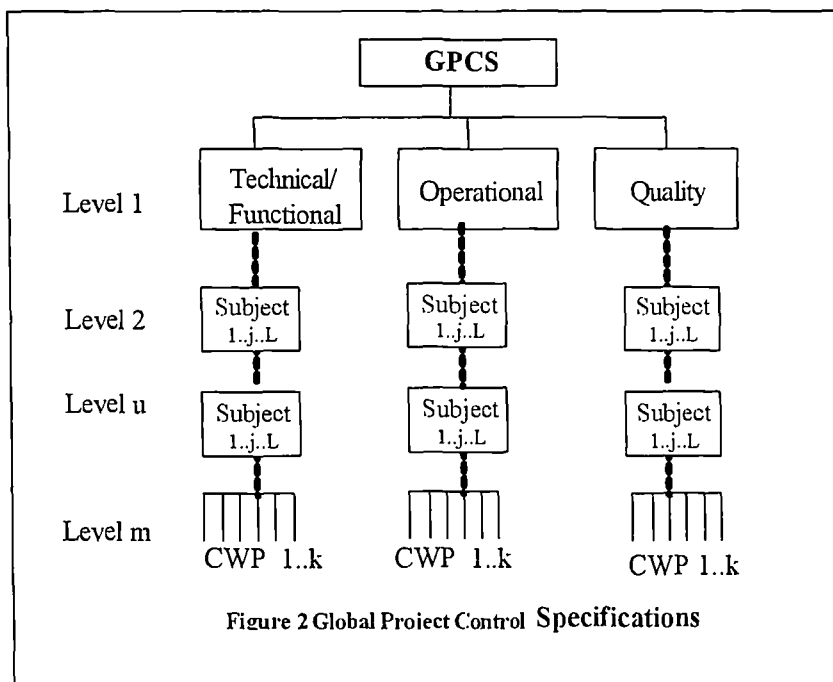 GPCS
Technical/
Functional
Operational
Quality
Level 1
Subject
1..j..L
Subject
1..j..L
Subject
1..j..L
Level 2
Subject
1..j..L
Subject
1..j..L
Subject
1..j..L
Level u
Level m
CWP 1..k
CWP 1..k
CWP 1..k
Figure 2 Global Project Control Specifications